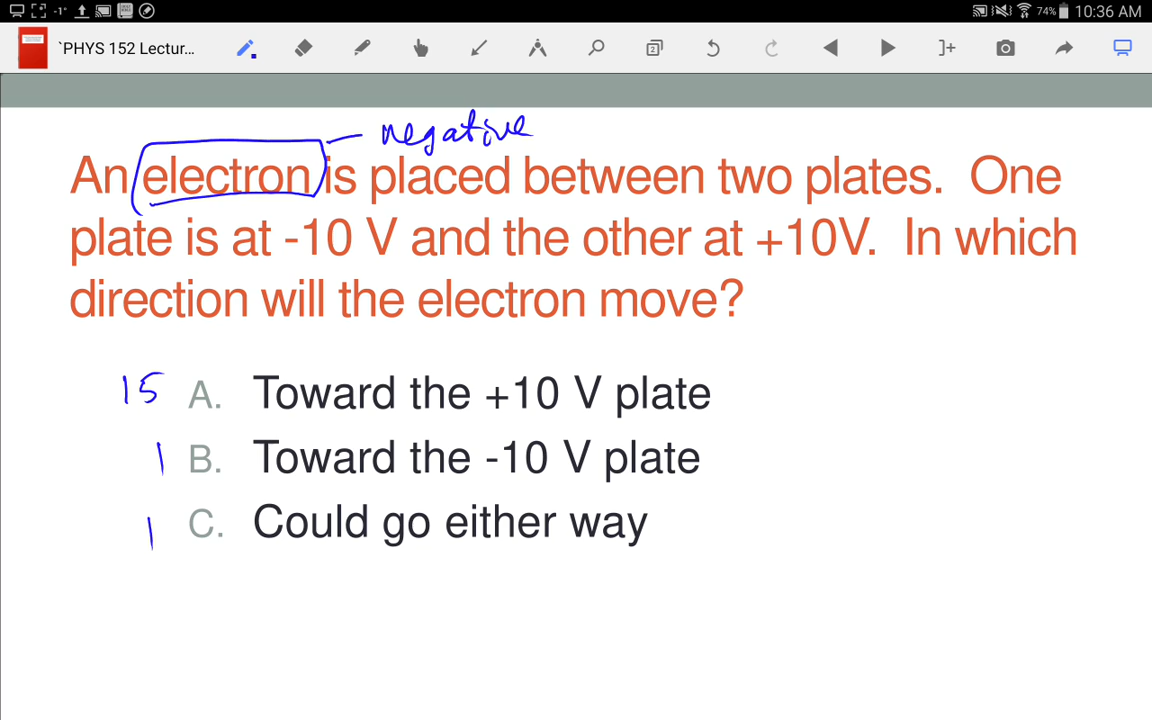 -1° 74% 10:36 AM
`PHYS 152 Lectur...
2
negative
An electron is placed between two plates. One
plate is at -10 V and the other at +10V. In which
direction will the electron move?
15 A. Toward the +10 V plate
1 B. Toward the -10 V plate
1 C. Could go either way